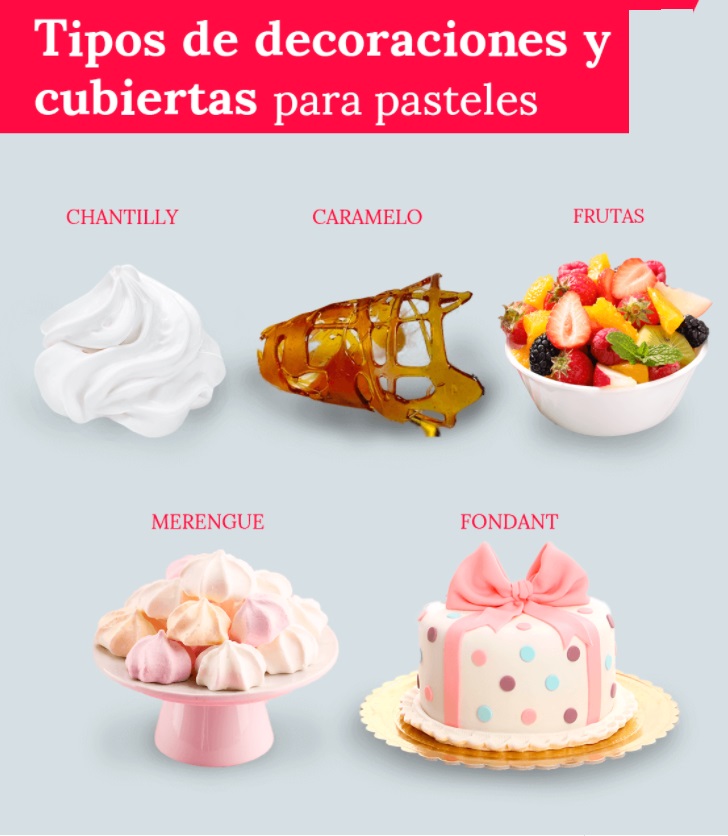 Tipos de decoraciones y
cubiertas para pasteles
CHANTILLY
CARAMELO
FRUTAS
MERENGUE
FONDANT